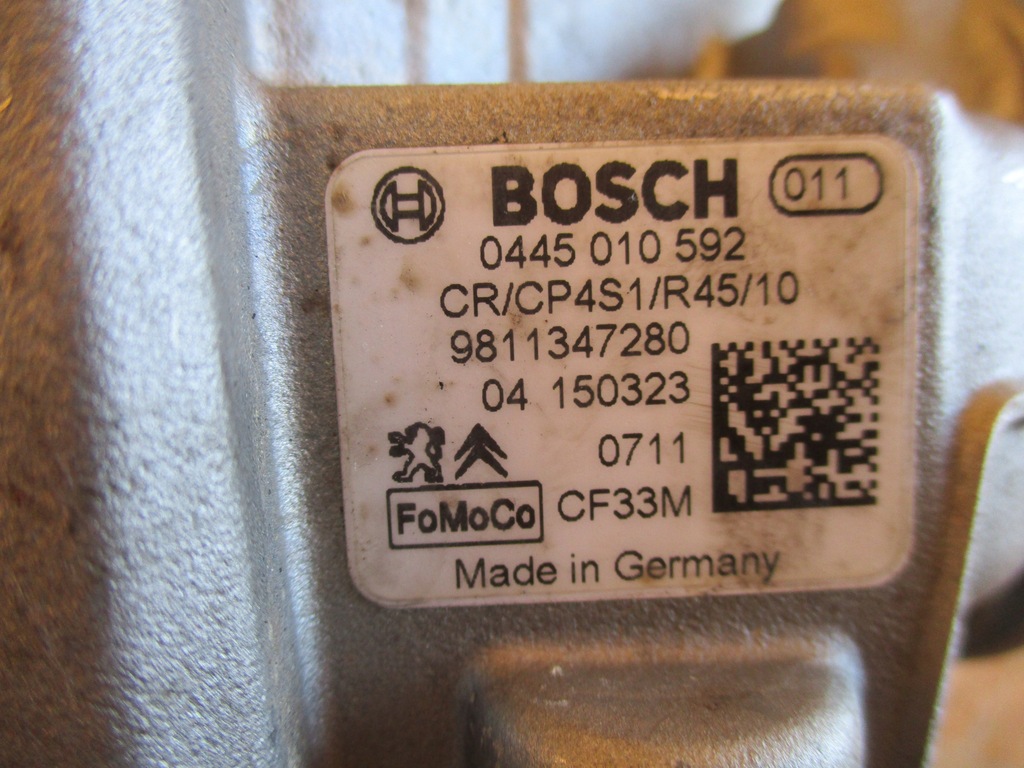 BOSCH 011
0445 010 592
CR/CP4S1/R45/10
9811347280
04 150323
0711
FoMoCo CF33M
Made in Germany